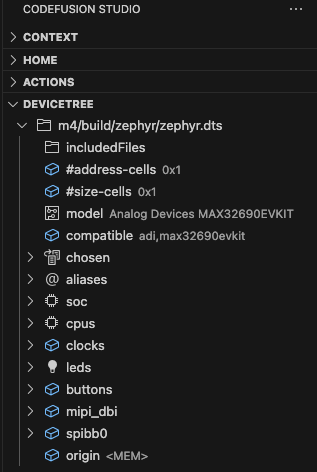 CODEFUSION STUDIO ...
CONTEXT
HOME
ACTIONS
DEVICETREE
m4/build/zephyr/zephyr.dts
includedFiles
#address-cells 0x1
#size-cells 0x1
model Analog Devices MAX32690EVKIT
compatible adi,max32690evkit
chosen
@ aliases
soc
cpus
clocks
leds
buttons
mipi_dbi
spibb0
origin <MEM>